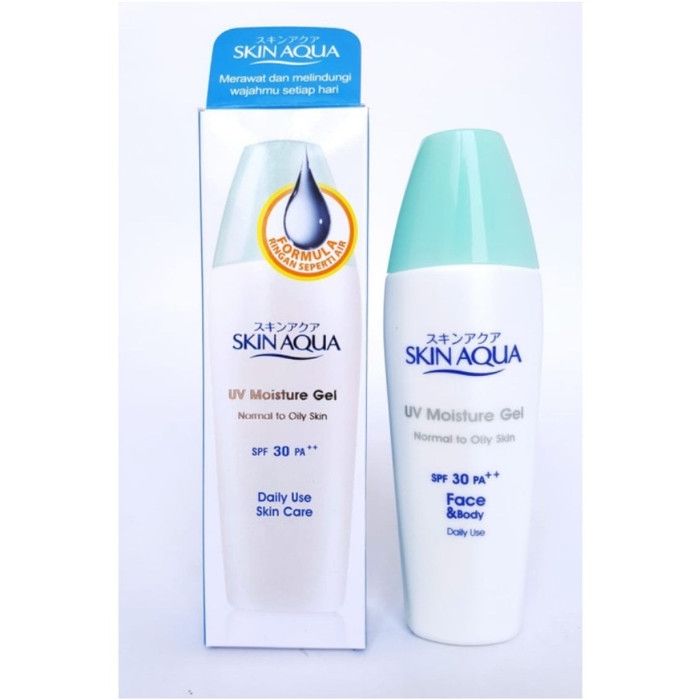 スキンアクア
SKIN AQUA
Merawat dan melindungi
wajahmu setiap hari
FORMULA
RINGAN SEPERTI AIR
スキンアクア
SKIN AQUA
UV Moisture Gel
Normal to Oily Skin
SPF 30 PA++
Daily Use
Skin Care
スキンアクア
SKIN AQUA
UV Moisture Gel
Normal to Oily Skin
SPF 30 PA++
Face
&Body
Daily Use